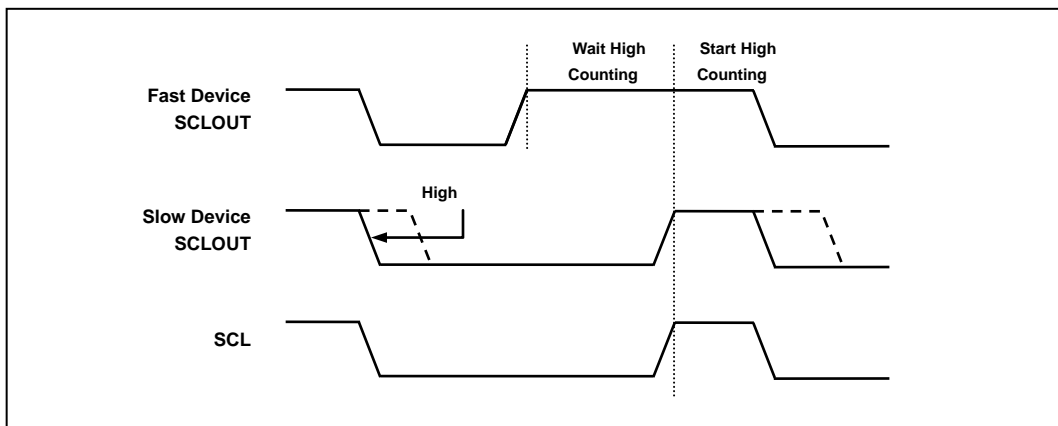 Wait High
Counting
Start High
Counting
Fast Device
SCLOUT
High
Slow Device
SCLOUT
SCL